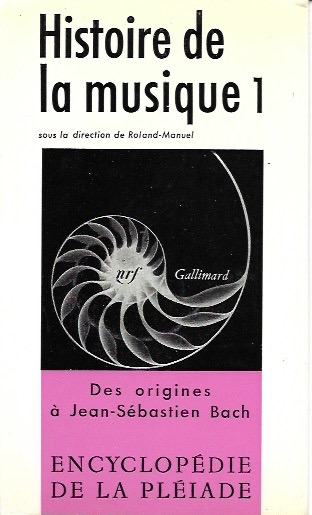 Histoire de
la musique 1
sous la direction de Roland-Manuel
nrf
Gallimard
Des origines
à Jean-Sébastien Bach
ENCYCLOPÉDIE
DE LA PLÉIADE